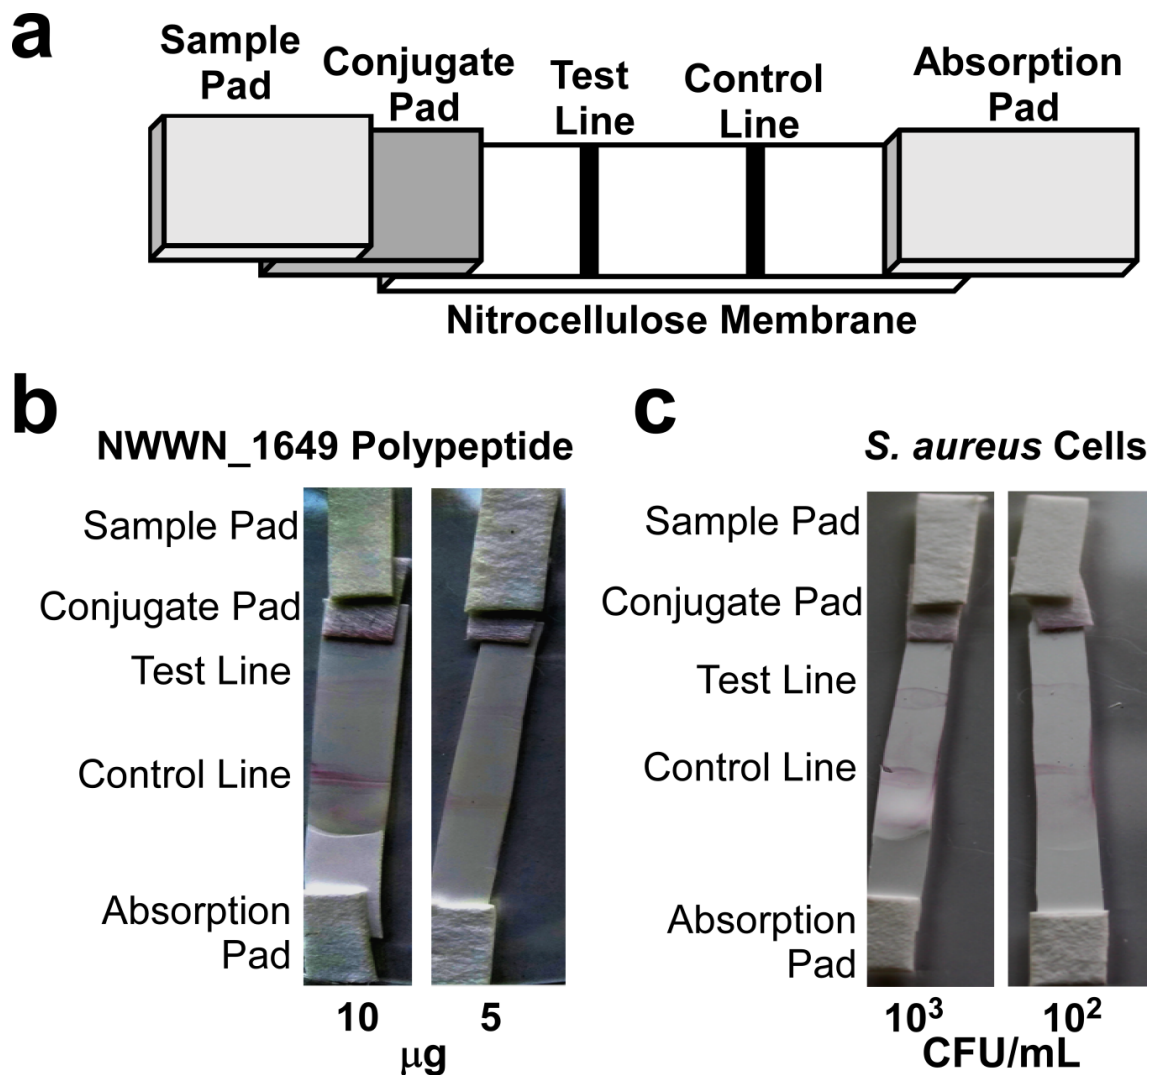 a
Sample
Pad
Conjugate
Pad
Test
Line
Control
Line
Absorption
Pad
Nitrocellulose Membrane
b
NWWN_1649 Polypeptide
Sample Pad
Conjugate Pad
Test Line
Control Line
Absorption
Pad
10
5
μg
c
S. aureus Cells
Sample Pad
Conjugate Pad
Test Line
Control Line
Absorption
Pad
10³
10²
CFU/mL